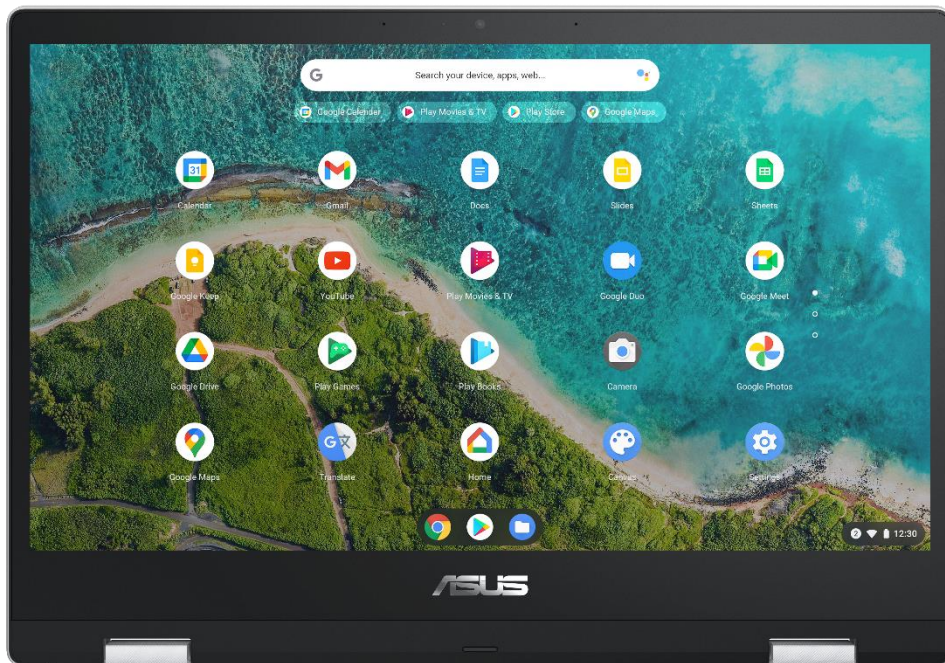 G Search your device, apps, web...
Google Calendar Play Movies & TV Play Store Google Maps
31
Calendar Gmail Docs Slides Sheets
Google Keep YouTube Play Movies & TV Google Duo Google Meet
Google Drive Play Games Play Books Camera Google Photos
G
Google Maps Translate Home Canvas Settings
2 12:30
ASUS